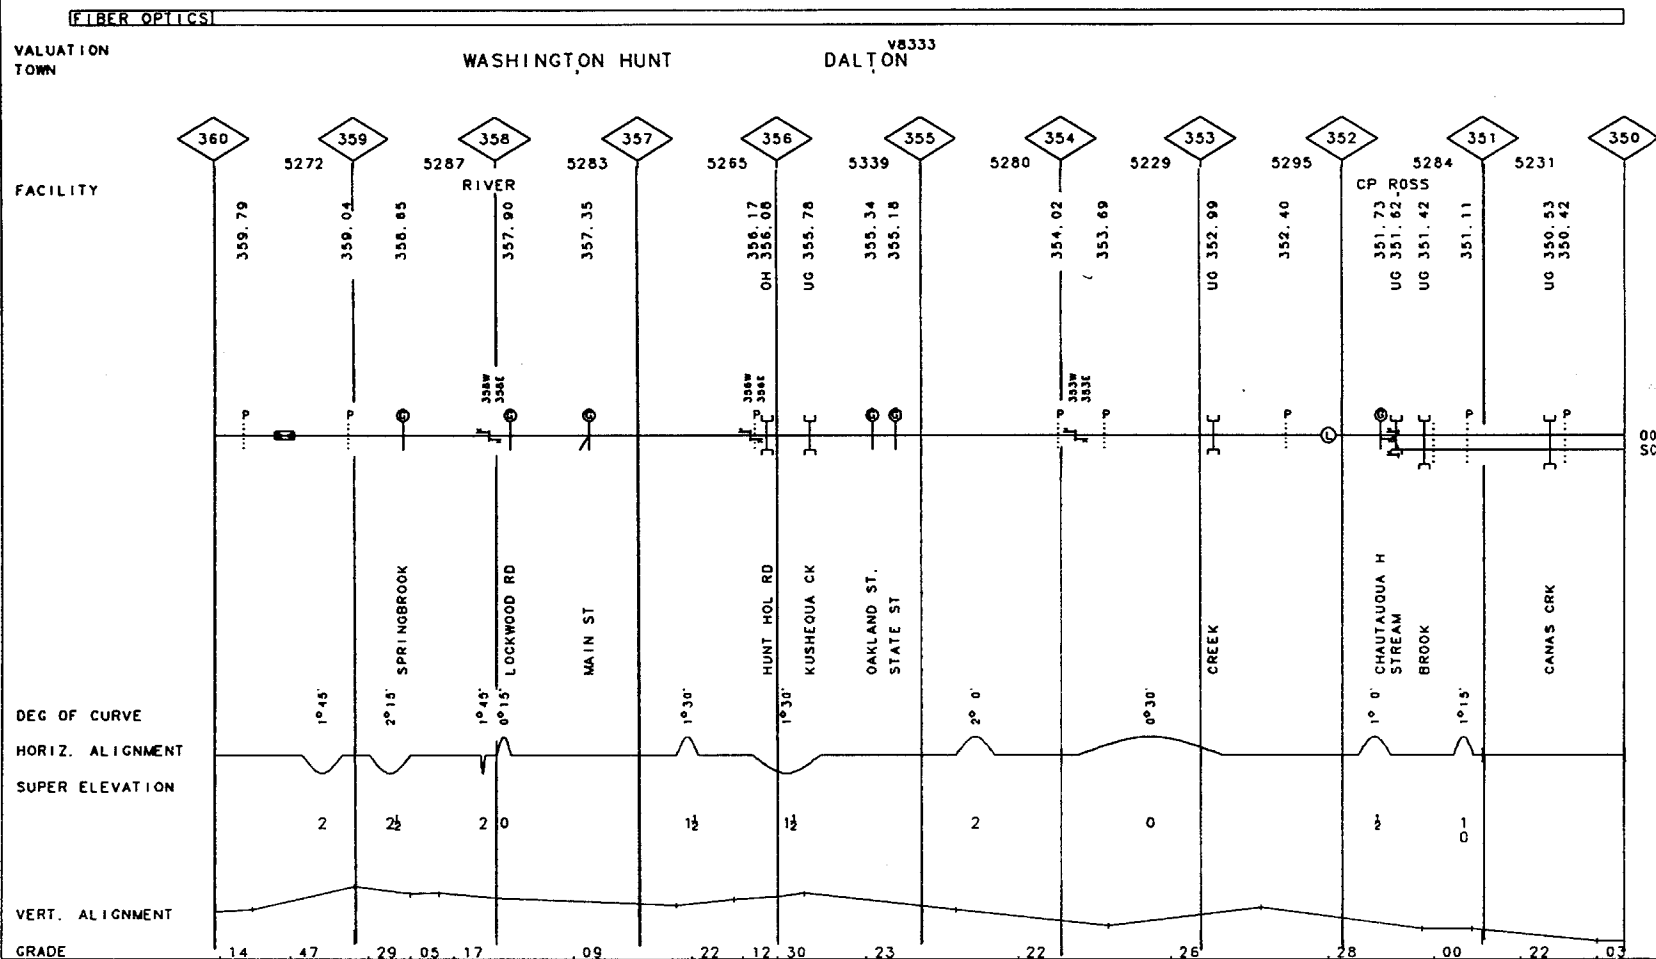 FIBER OPTICS
VALUATION V8333
TOWN WASHINGTON HUNT DALTON
360 359 358 357 356 355 354 353 352 351 350
5272 5287 5283 5265 5339 5280 5229 5295 5284 5231
FACILITY RIVER CP ROSS
359.79 359.04 358.65 357.90 357.35 356.17 OH 356.08 UG 355.78 355.34 355.18 354.02 353.69 UG 352.99 352.40 351.73 UG 351.62 UG 351.42 351.11 UG 350.53 350.42
358W 358E 356W 356E 353W 353E
P P G G G P G G P P P L G P P
00
SPRINGBROOK LOCKWOOD RD MAIN ST HUNT HOL RD KUSHEQUA CK OAKLAND ST. STATE ST CREEK CHAUTAUQUA H STREAM BROOK CANAS CRK
DEG OF CURVE 1°45' 2°15' 1°45' 0°15' 1°30' 1°30' 2° 0' 0°30' 1° 0' 1°15'
HORIZ. ALIGNMENT
SUPER ELEVATION
2 2½ 2 0 1½ 1½ 2 0 ½ 1
0
VERT. ALIGNMENT
GRADE 14 47 29 05 17 09 22 12 30 23 22 26 28 00 22 03